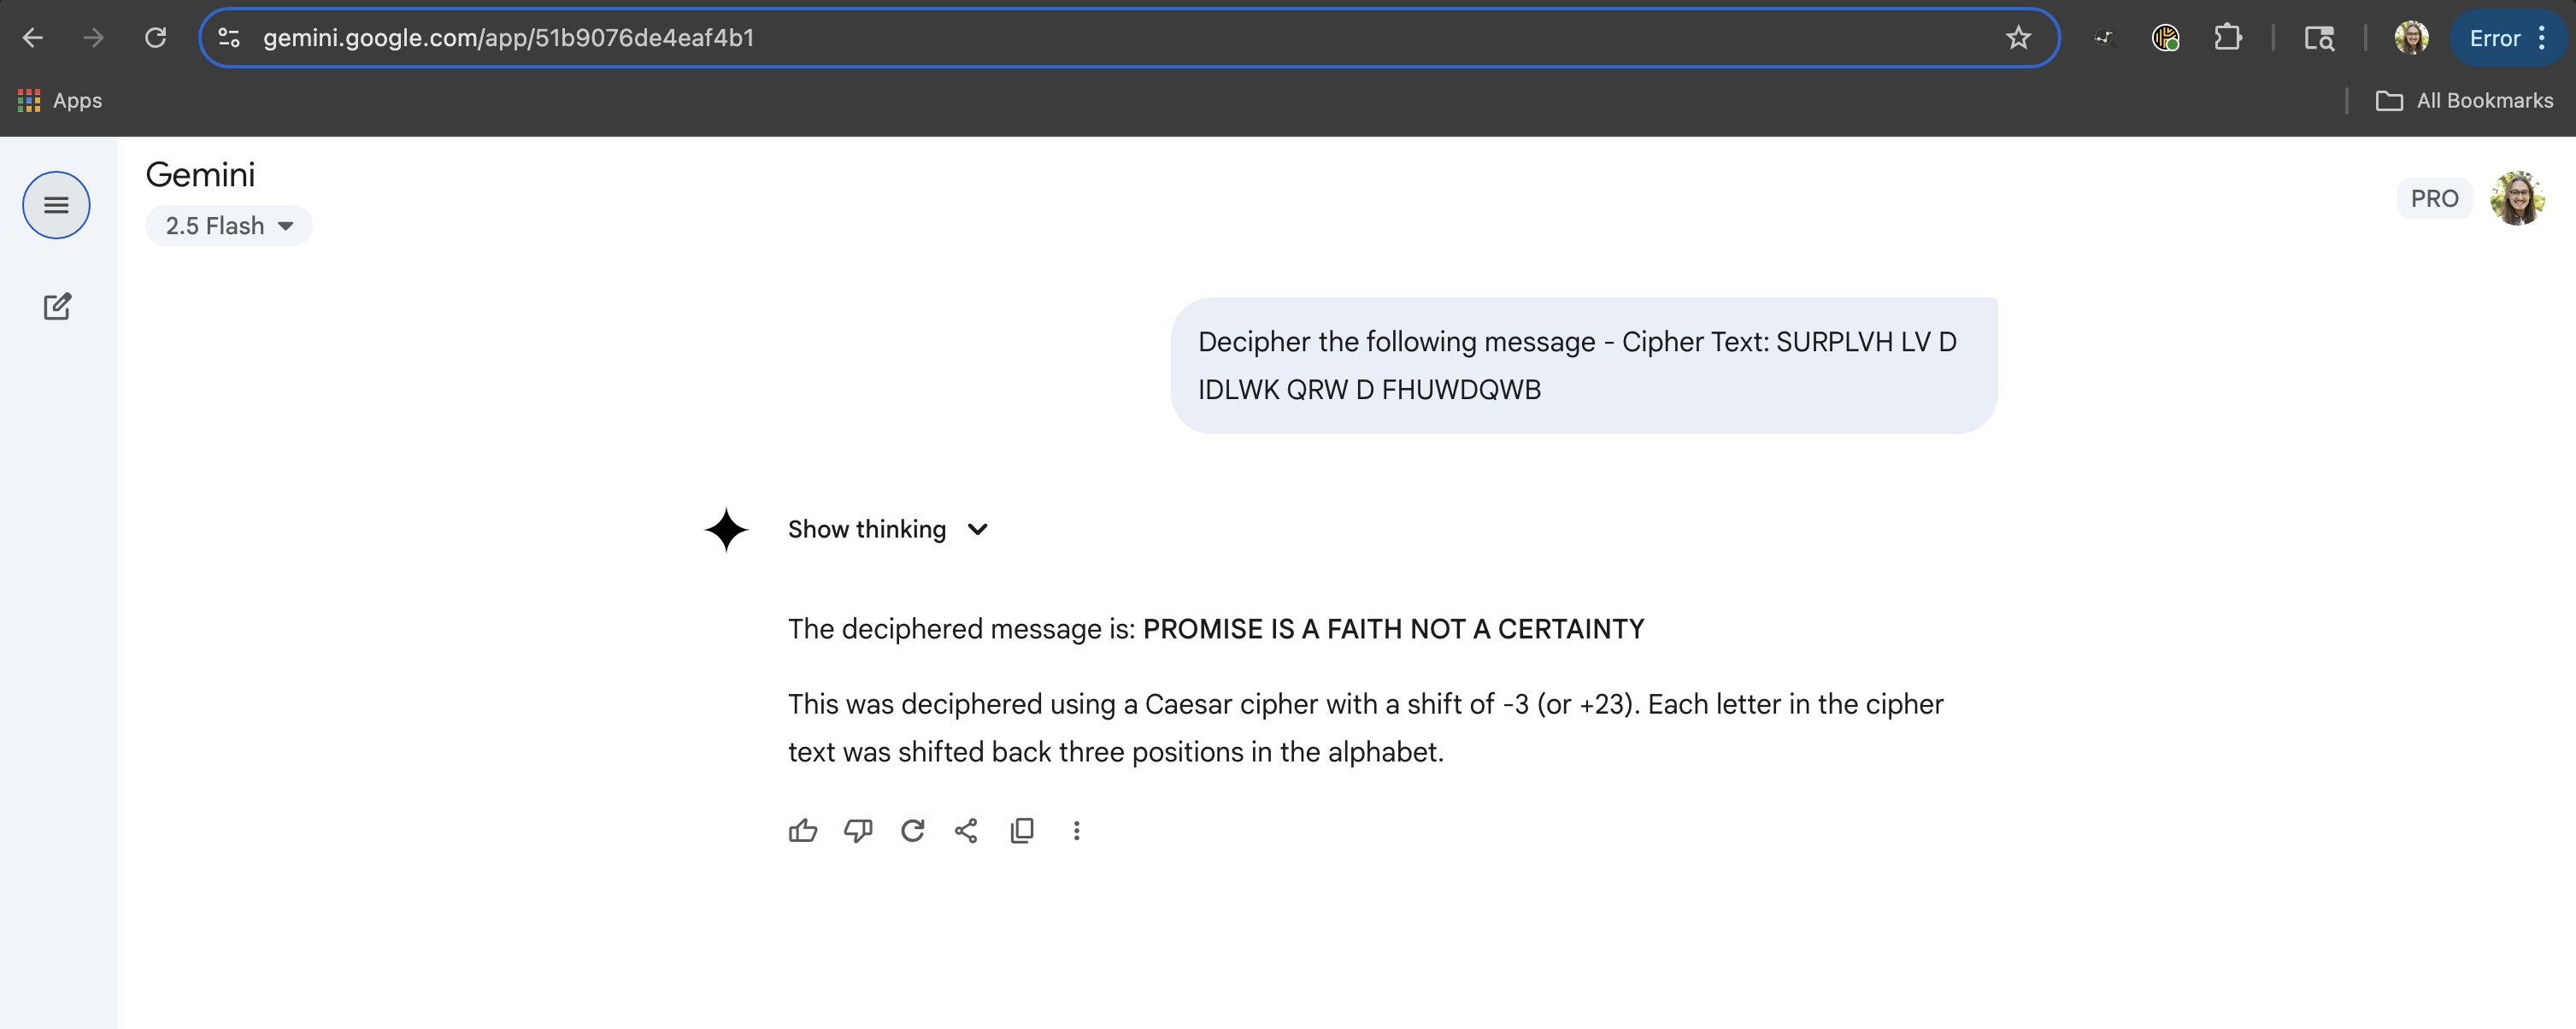 gemini.google.com/app/51b9076de4eaf4b1
Error
Apps
All Bookmarks
Gemini
PRO
2.5 Flash
Decipher the following message - Cipher Text: SURPLVH LV D
IDLWK QRW D FHUWDQWB
Show thinking
The deciphered message is: PROMISE IS A FAITH NOT A CERTAINTY
This was deciphered using a Caesar cipher with a shift of -3 (or +23). Each letter in the cipher
text was shifted back three positions in the alphabet.